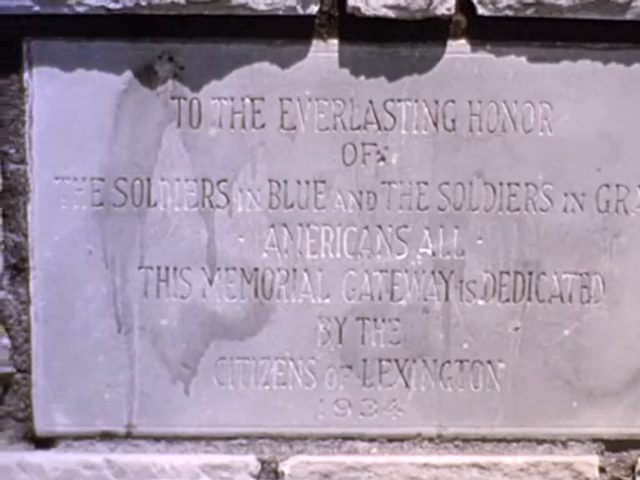 TO THE EVERLASTING HONOR
OF
THE SOLDIERS IN BLUE AND THE SOLDIERS IN GRA
· AMERICANS ALL ·
THIS MEMORIAL GATEWAY IS DEDICATED
BY THE
CITIZENS OF LEXINGTON
1934